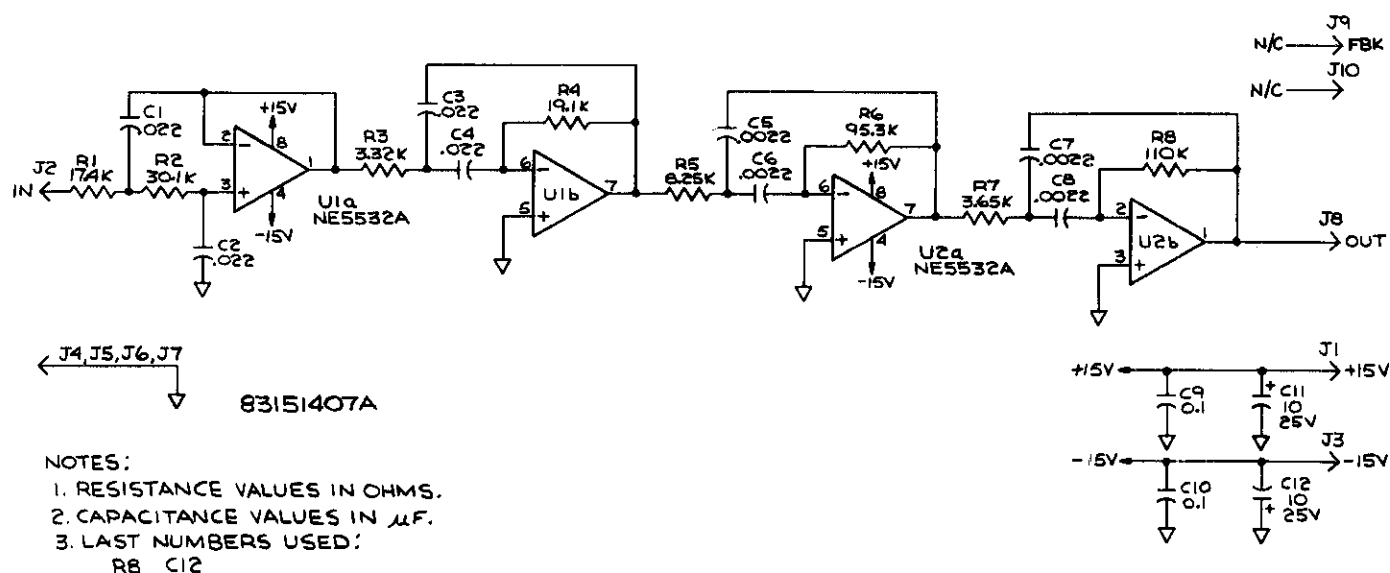 J9
N/C FBK
J10
N/C
C1
.022
+15V
8
2
-
J2
IN
R1
17.4K
R2
30.1K
3
+
1
4
-15V
U1a
NE5532A
C2
.022
R3
3.32K
C3
.022
C4
.022
R4
19.1K
6
-
5
+
U1b
7
R5
8.25K
C5
.0022
C6
.0022
R6
95.3K
+15V
8
6
-
5
+
7
4
-15V
U2a
NE5532A
R7
3.65K
C7
.0022
C8
.0022
R8
110K
2
-
3
+
U2b
1
J8
OUT
J4, J5, J6, J7
83151407A
J1
+15V +15V
C9
0.1
+ C11
10
25V
J3
-15V -15V
C10
0.1
C12
10
+ 25V
NOTES:
1. RESISTANCE VALUES IN OHMS.
2. CAPACITANCE VALUES IN µF.
3. LAST NUMBERS USED:
R8 C12